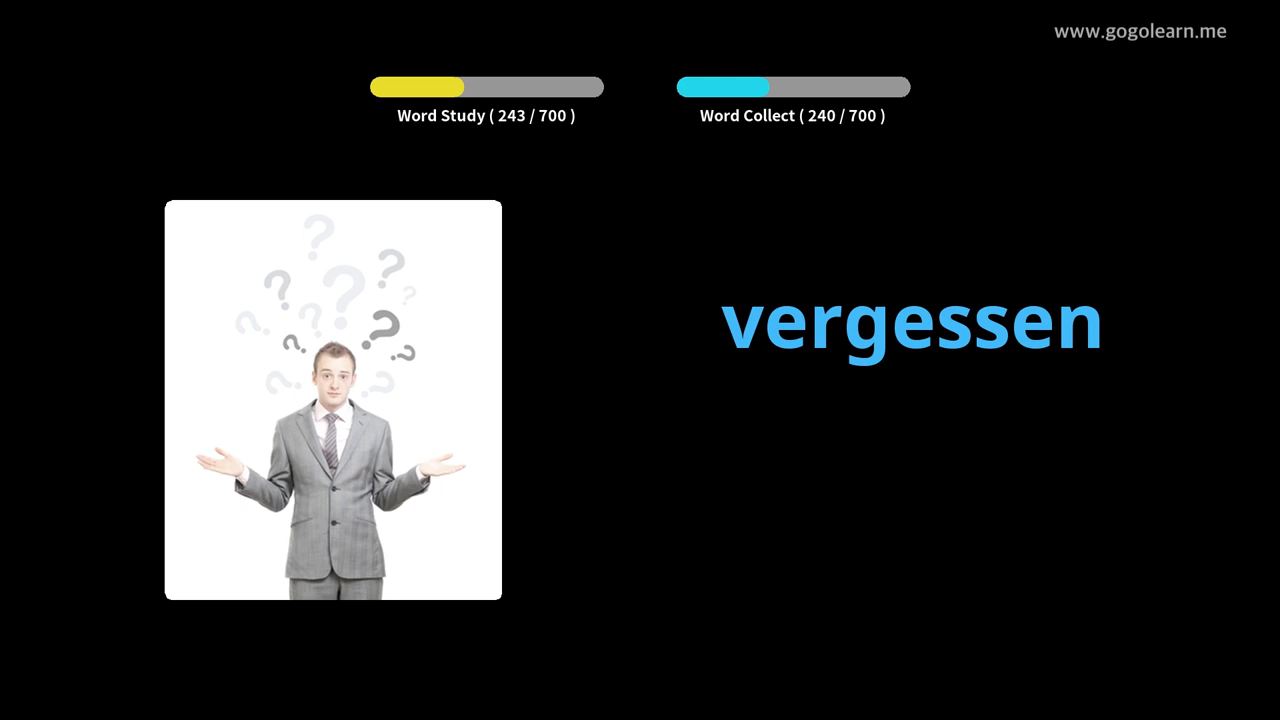 www.gogolearn.me
Word Study ( 243 / 700 )
Word Collect ( 240 / 700 )
? ? ? ? ? ? ? ? ? ? ? ?
vergessen